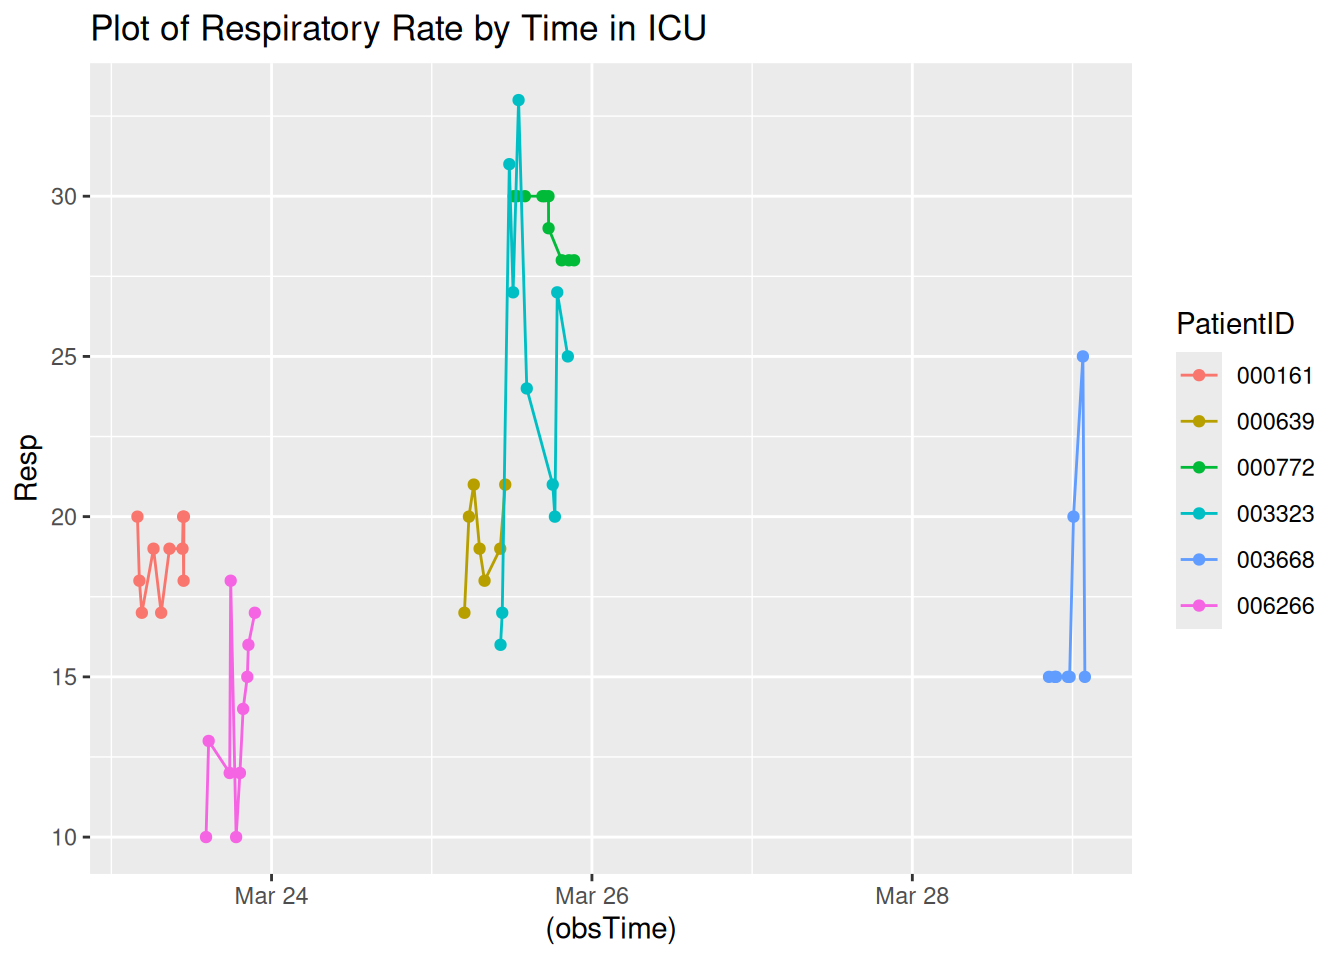 Plot of Respiratory Rate by Time in ICU
Resp
30
25
20
15
10
Mar 24
Mar 26
Mar 28
(obsTime)
PatientID
000161
000639
000772
003323
003668
006266